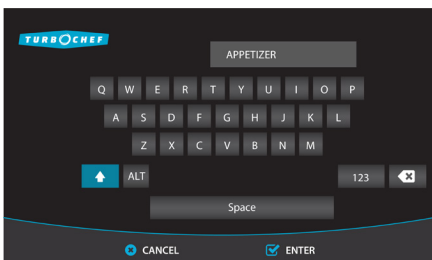 TURBOCHEF
APPETIZER
Q W E R T Y U I O P
A S D F G H J K L
Z X C V B N M
ALT 123
Space
CANCEL ENTER